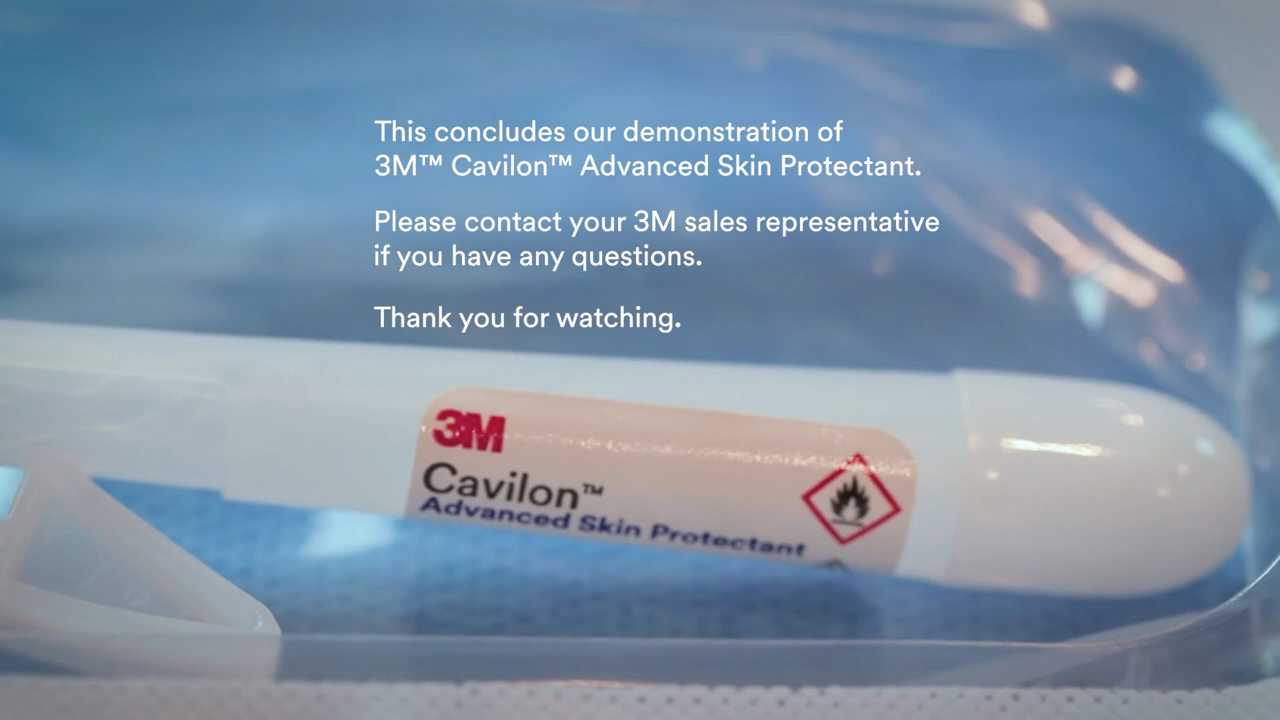 This concludes our demonstration of
3M™ Cavilon™ Advanced Skin Protectant.
Please contact your 3M sales representative
if you have any questions.
Thank you for watching.
3M
Cavilon™
Advanced Skin Protectant